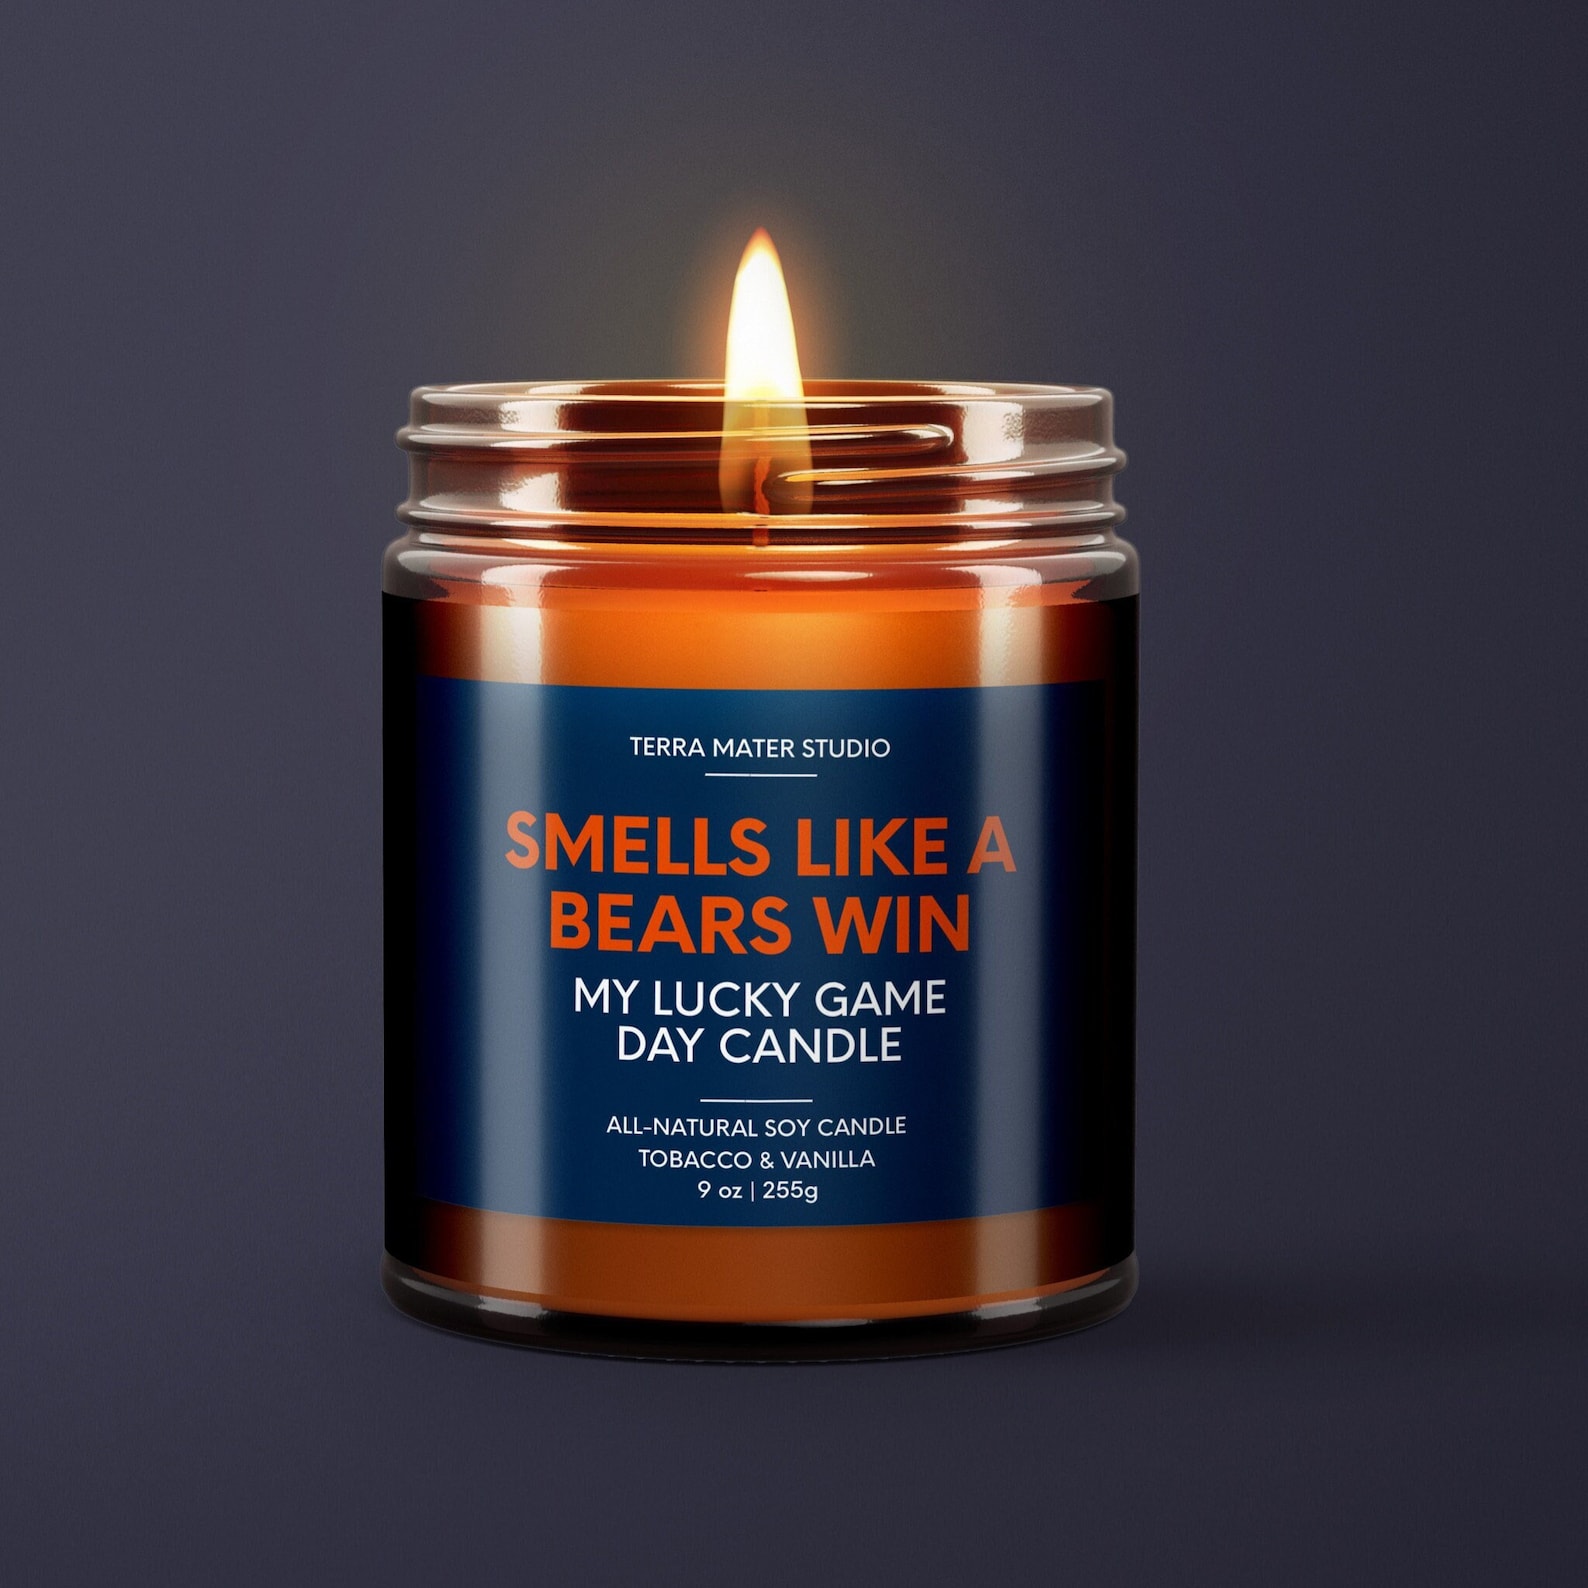 TERRA MATER STUDIO
SMELLS LIKE A
BEARS WIN
MY LUCKY GAME
DAY CANDLE
ALL-NATURAL SOY CANDLE
TOBACCO & VANILLA
9 oz | 255g